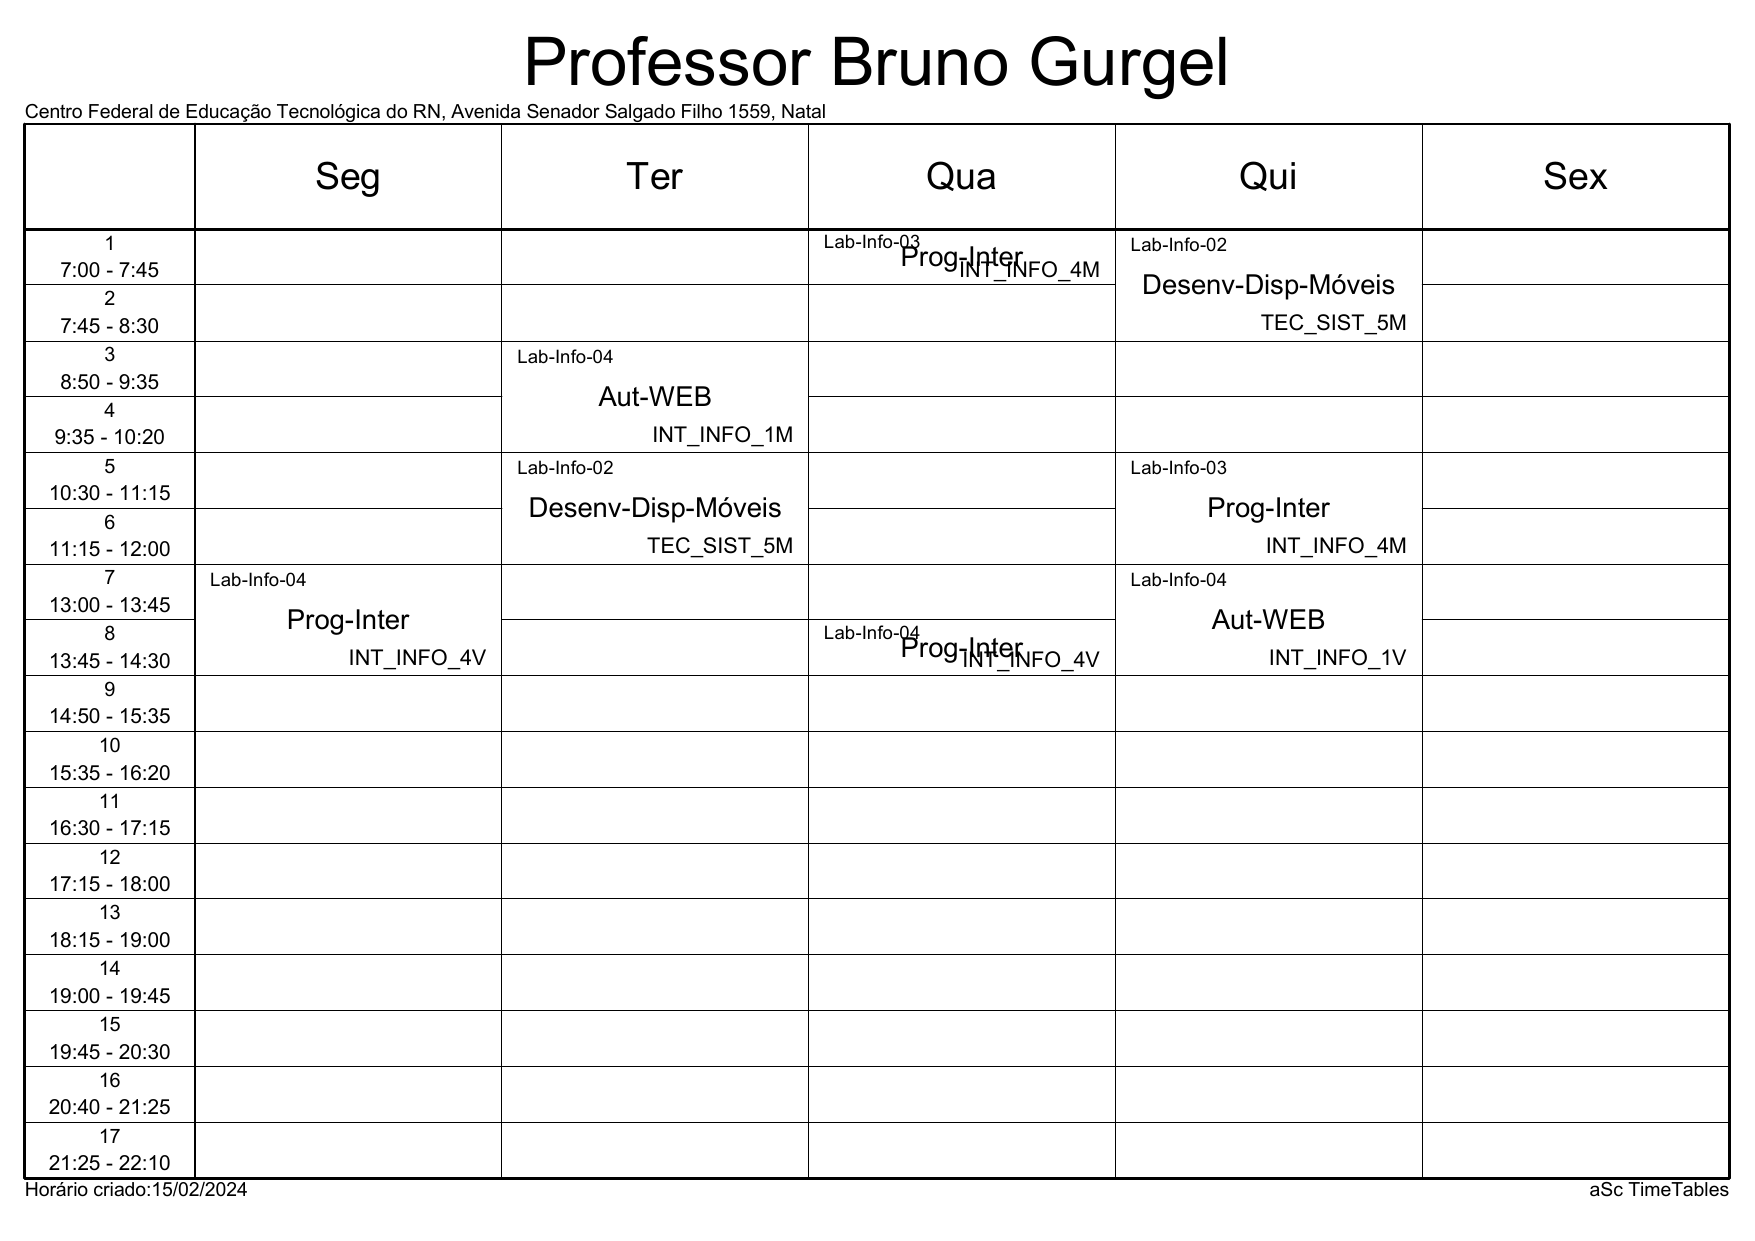 Professor Bruno Gurgel
Centro Federal de Educação Tecnológica do RN, Avenida Senador Salgado Filho 1559, Natal
Seg Ter Qua Qui Sex
1
7:00 - 7:45
Lab-Info-03
Prog-Inter
INT_INFO_4M
Lab-Info-02
Desenv-Disp-Móveis
TEC_SIST_5M
2
7:45 - 8:30
3
8:50 - 9:35
Lab-Info-04
Aut-WEB
INT_INFO_1M
4
9:35 - 10:20
5
10:30 - 11:15
Lab-Info-02
Desenv-Disp-Móveis
TEC_SIST_5M
Lab-Info-03
Prog-Inter
INT_INFO_4M
6
11:15 - 12:00
7
13:00 - 13:45
Lab-Info-04
Prog-Inter
INT_INFO_4V
Lab-Info-04
Aut-WEB
INT_INFO_1V
8
13:45 - 14:30
Lab-Info-04
Prog-Inter
INT_INFO_4V
9
14:50 - 15:35
10
15:35 - 16:20
11
16:30 - 17:15
12
17:15 - 18:00
13
18:15 - 19:00
14
19:00 - 19:45
15
19:45 - 20:30
16
20:40 - 21:25
17
21:25 - 22:10
Horário criado:15/02/2024
aSc TimeTables